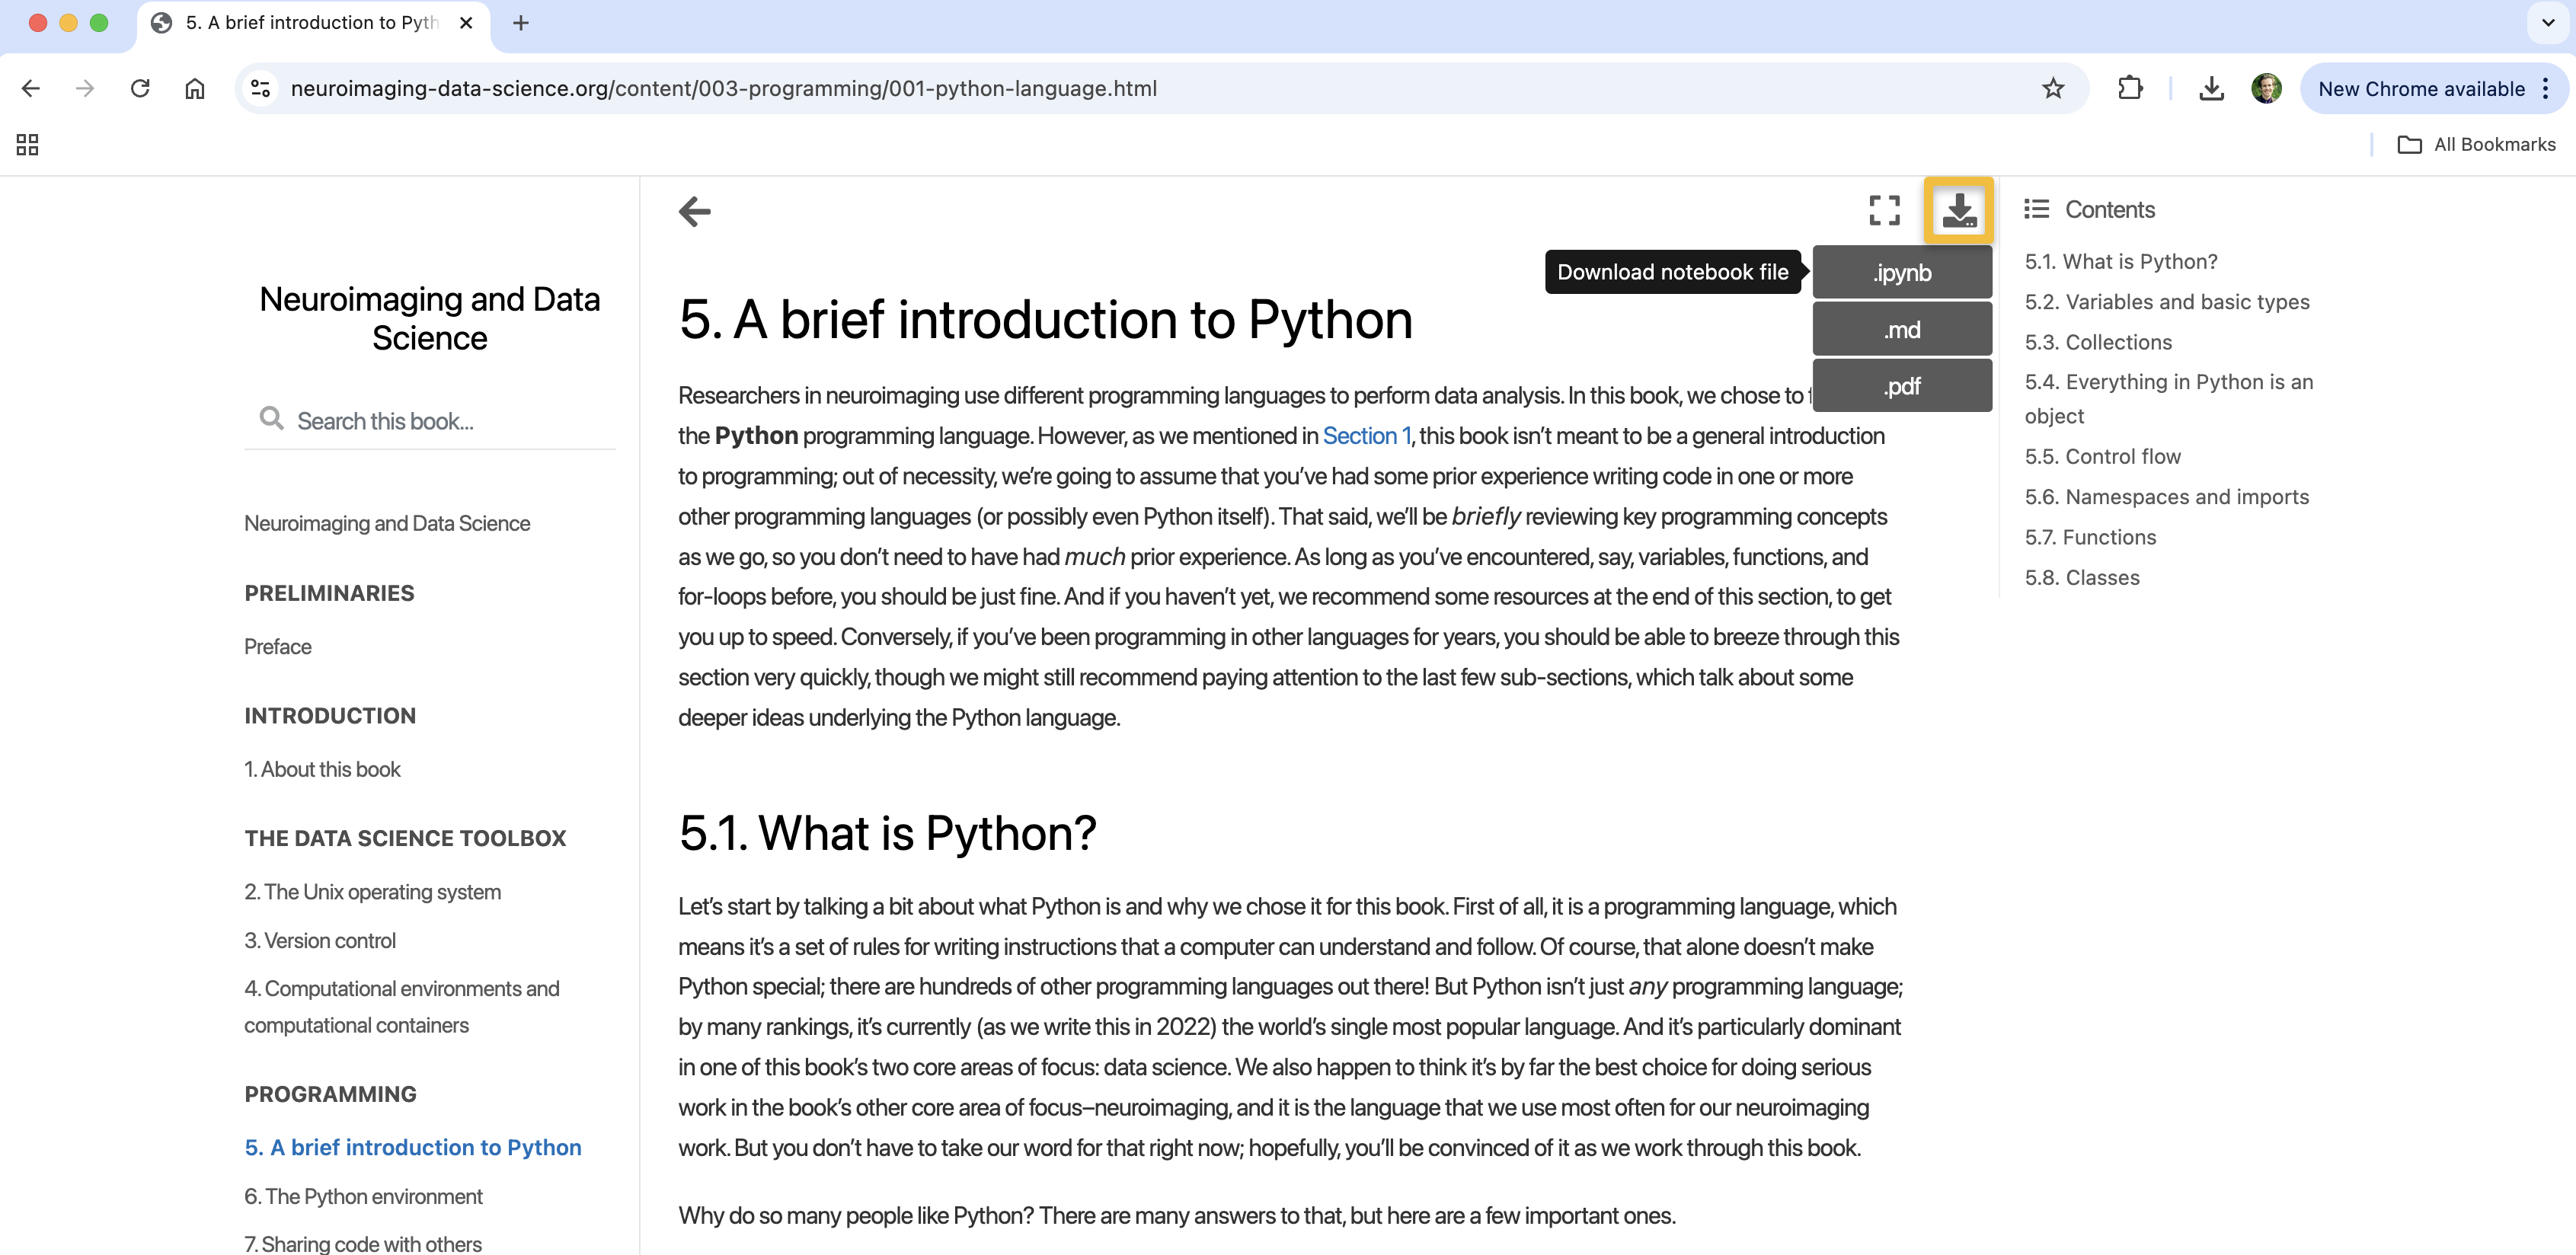 5. A brief introduction to Pyth
neuroimaging-data-science.org/content/003-programming/001-python-language.html
New Chrome available
All Bookmarks
Neuroimaging and Data
Science
Search this book...
Neuroimaging and Data Science
PRELIMINARIES
Preface
INTRODUCTION
1. About this book
THE DATA SCIENCE TOOLBOX
2. The Unix operating system
3. Version control
4. Computational environments and
computational containers
PROGRAMMING
5. A brief introduction to Python
6. The Python environment
7. Sharing code with others
Download notebook file
.ipynb
.md
.pdf
5. A brief introduction to Python
Researchers in neuroimaging use different programming languages to perform data analysis. In this book, we chose to
the Python programming language. However, as we mentioned in Section 1, this book isn't meant to be a general introduction
to programming; out of necessity, we're going to assume that you've had some prior experience writing code in one or more
other programming languages (or possibly even Python itself). That said, we'll be briefly reviewing key programming concepts
as we go, so you don't need to have had much prior experience. As long as you've encountered, say, variables, functions, and
for-loops before, you should be just fine. And if you haven't yet, we recommend some resources at the end of this section, to get
you up to speed. Conversely, if you've been programming in other languages for years, you should be able to breeze through this
section very quickly, though we might still recommend paying attention to the last few sub-sections, which talk about some
deeper ideas underlying the Python language.
5.1. What is Python?
Let's start by talking a bit about what Python is and why we chose it for this book. First of all, it is a programming language, which
means it's a set of rules for writing instructions that a computer can understand and follow. Of course, that alone doesn't make
Python special; there are hundreds of other programming languages out there! But Python isn't just any programming language;
by many rankings, it's currently (as we write this in 2022) the world's single most popular language. And it's particularly dominant
in one of this book's two core areas of focus: data science. We also happen to think it's by far the best choice for doing serious
work in the book's other core area of focus–neuroimaging, and it is the language that we use most often for our neuroimaging
work. But you don't have to take our word for that right now; hopefully, you'll be convinced of it as we work through this book.
Why do so many people like Python? There are many answers to that, but here are a few important ones.
Contents
5.1. What is Python?
5.2. Variables and basic types
5.3. Collections
5.4. Everything in Python is an
object
5.5. Control flow
5.6. Namespaces and imports
5.7. Functions
5.8. Classes